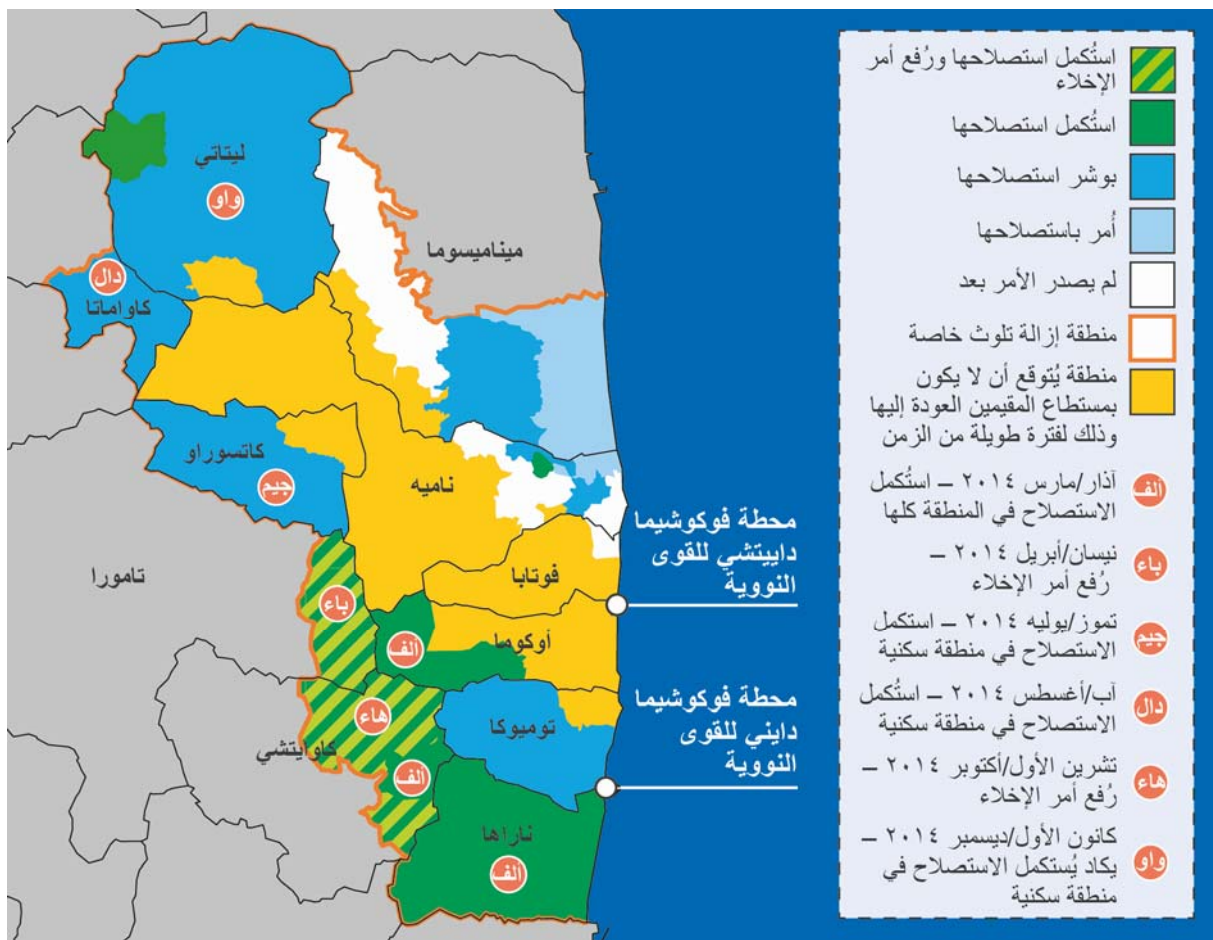 استُكمل استصلاحها ورُفع أمر
الإخلاء
استُكمل استصلاحها
بوشر استصلاحها
أُمر باستصلاحها
لم يصدر الأمر بعد
منطقة إزالة تلوث خاصة
منطقة يُتوقع أن لا يكون
بمستطاع المقيمين العودة إليها
وذلك لفترة طويلة من الزمن
ألف
آذار/مارس ٢٠١٤ – استُكمل
الاستصلاح في المنطقة كلها
باء
نيسان/أبريل ٢٠١٤ –
رُفع أمر الإخلاء
جيم
تموز/يوليه ٢٠١٤ – استكمل
الاستصلاح في منطقة سكنية
دال
آب/أغسطس ٢٠١٤ – استُكمل
الاستصلاح في منطقة سكنية
هاء
تشرين الأول/أكتوبر ٢٠١٤ –
رُفع أمر الإخلاء
واو
كانون الأول/ديسمبر ٢٠١٤ –
يكاد يُستكمل الاستصلاح في
منطقة سكنية
ليتاتي
واو
ميناميسوما
دال
كاواماتا
كاتسوراو
جيم
ناميه
محطة فوكوشيما
داييتشي للقوى
النووية
تامورا
فوتابا
باء
أوكوما
ألف
محطة فوكوشيما
دايني للقوى
النووية
هاء
توميوكا
كاوايتشي
ألف
ناراها
ألف